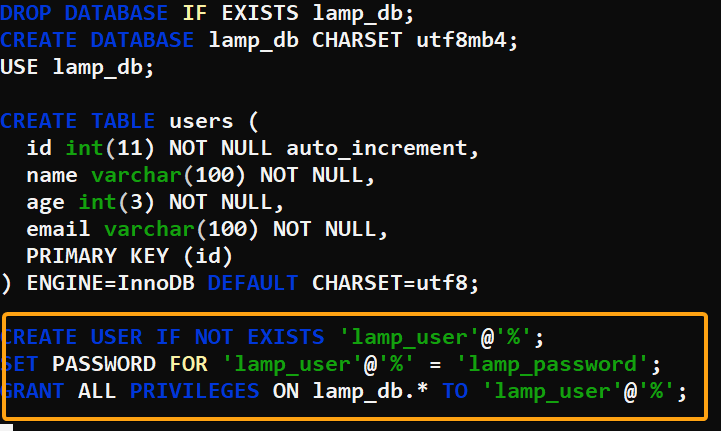 DROP DATABASE IF EXISTS lamp_db;
CREATE DATABASE lamp_db CHARSET utf8mb4;
USE lamp_db;
CREATE TABLE users (
id int(11) NOT NULL auto_increment,
name varchar(100) NOT NULL,
age int(3) NOT NULL,
email varchar(100) NOT NULL,
PRIMARY KEY (id)
) ENGINE=InnoDB DEFAULT CHARSET=utf8;
CREATE USER IF NOT EXISTS 'lamp_user'@'%';
SET PASSWORD FOR 'lamp_user'@'%' = 'lamp_password';
GRANT ALL PRIVILEGES ON lamp_db.* TO 'lamp_user'@'%';